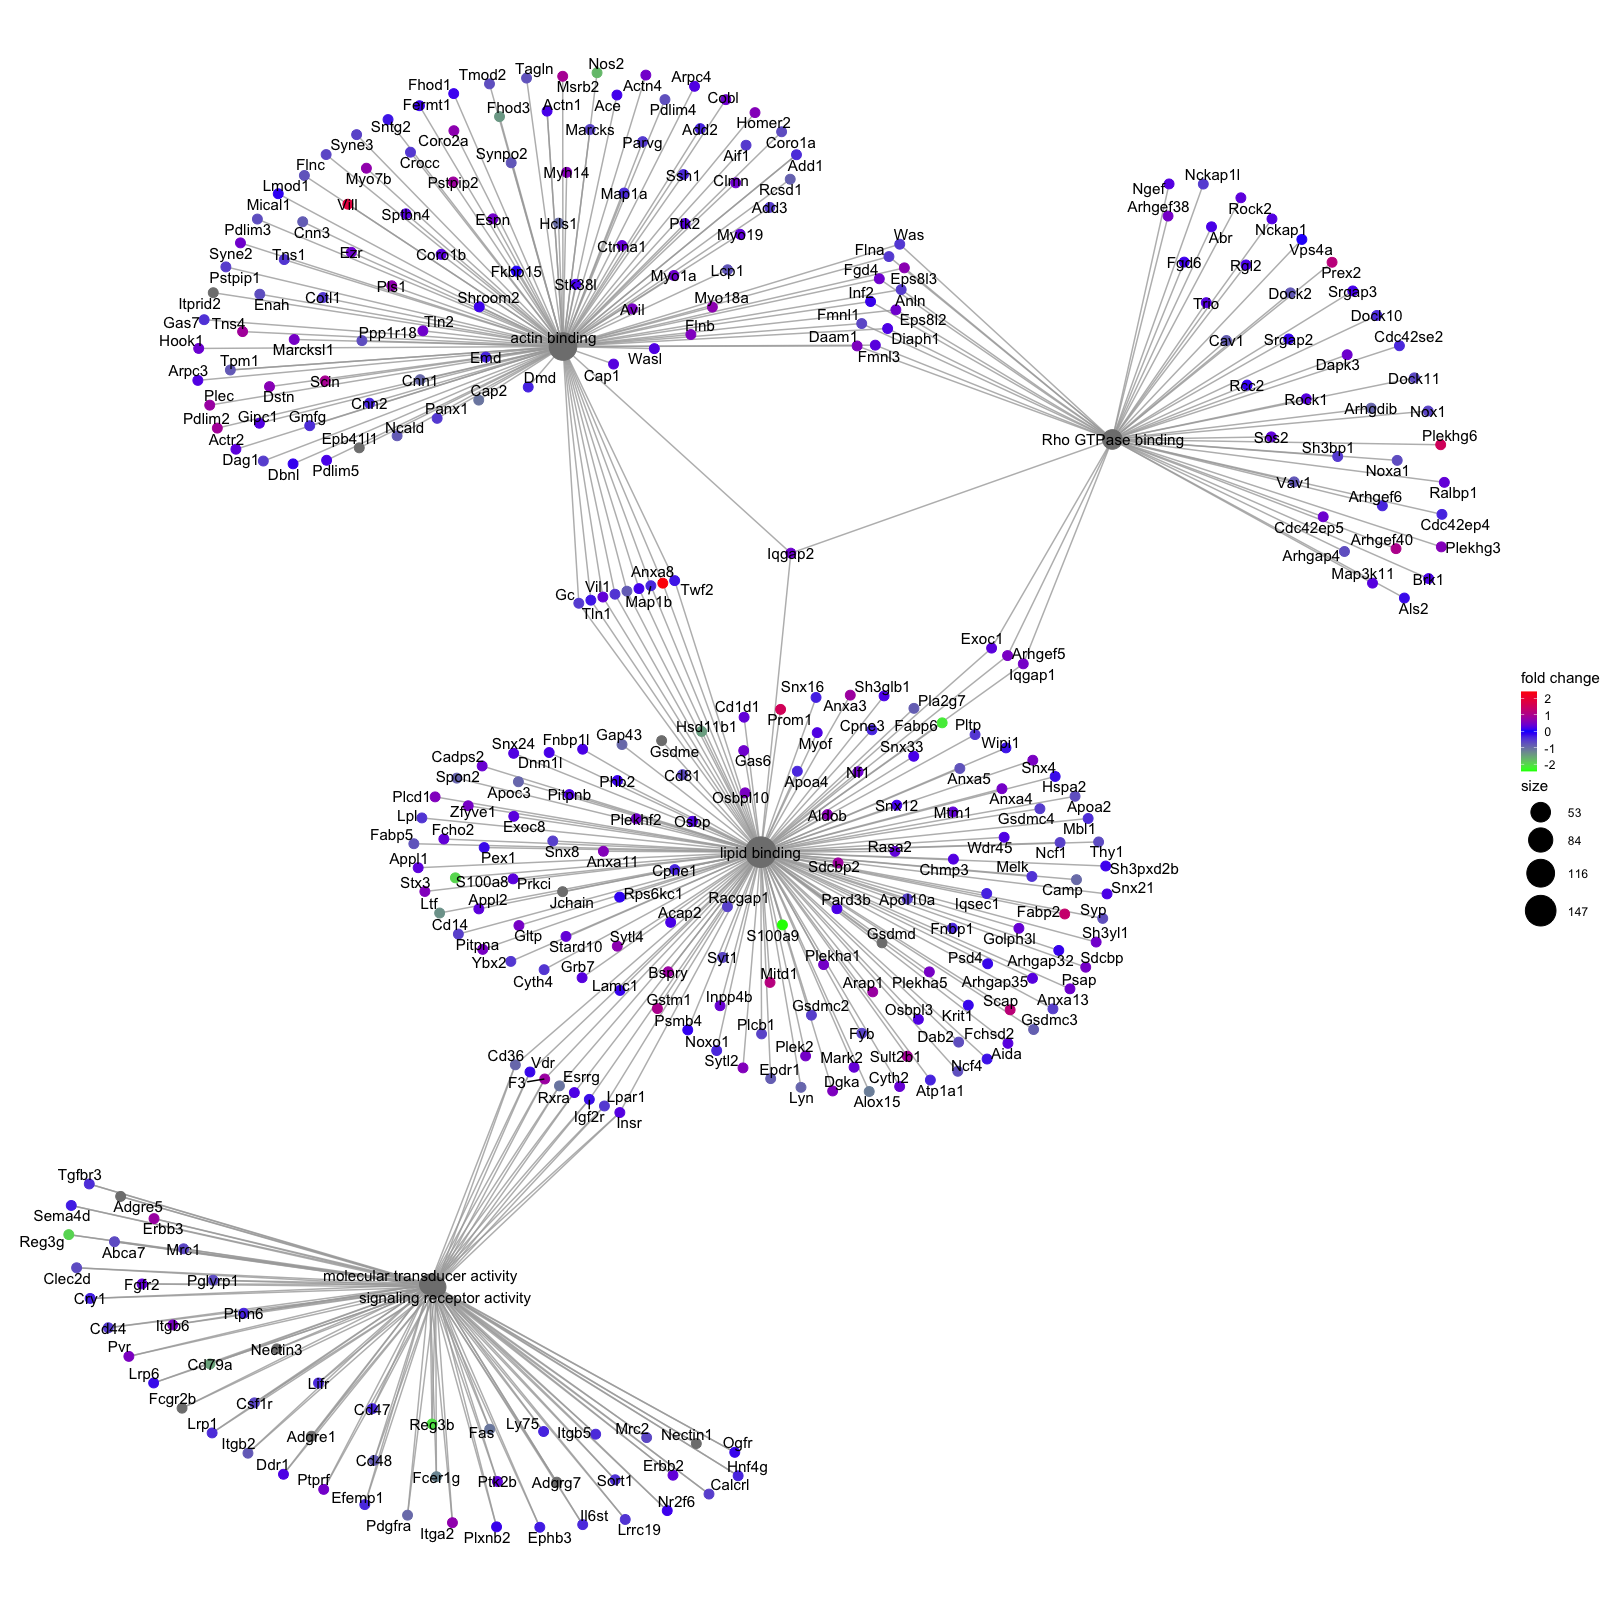 Nos2
Tagln
Tmod2
Msrb2
Actn4
Arpc4
Fhod1
Fermt1
Fhod3
Actn1
Ace
Pdlim4
Cobl
Sntg2
Coro2a
Marcks
Parvg
Add2
Homer2
Syne3
Crocc
Synpo2
Aif1
Coro1a
Flnc
Myo7b
Pstpip2
Myh14
Ssh1
Clmn
Add1
Lmod1
Vill
Map1a
Rcsd1
Mical1
Cnn3
Sptbn4
Espn
Hcls1
Ptk2
Add3
Pdlim3
Ezr
Coro1b
Ctnna1
Myo19
Syne2
Tns1
Fkbp15
Myo1a
Lcp1
Pstpip1
Pls1
Stk38l
Itprid2
Enah
Cotl1
Shroom2
Avil
Myo18a
Gas7
Tns4
Ppp1r18
Tln2
Flnb
Hook1
Marcksl1
actin binding
Tpm1
Emd
Wasl
Arpc3
Scin
Cnn1
Dmd
Cap1
Plec
Dstn
Cnn2
Cap2
Pdlim2
Gipc1
Gmfg
Panx1
Actr2
Epb41l1
Ncald
Dag1
Dbnl
Pdlim5
Was
Flna
Fgd4
Eps8l3
Inf2
Anln
Fmnl1
Eps8l2
Daam1
Diaph1
Fmnl3
Nckap1l
Ngef
Arhgef38
Rock2
Abr
Nckap1
Vps4a
Fgd6
Rgl2
Prex2
Trio
Dock2
Srgap3
Dock10
Cav1
Srgap2
Cdc42se2
Dapk3
Rcc2
Dock11
Rock1
Arhgdib
Nox1
Rho GTPase binding
Sos2
Plekhg6
Sh3bp1
Noxa1
Vav1
Ralbp1
Arhgef6
Cdc42ep5
Cdc42ep4
Arhgef40
Plekhg3
Arhgap4
Map3k11
Brk1
Als2
Iqgap2
Anxa8
Gc
Vil1
Twf2
Tln1
Map1b
Exoc1
Arhgef5
Iqgap1
fold change
2
1
0
-1
-2
size
53
84
116
147
Snx16
Sh3glb1
Cd1d1
Anxa3
Pla2g7
Prom1
Fabp6
Pltp
Hsd11b1
Myof
Cpne3
Gap43
Fnbp1l
Snx24
Gsdme
Snx33
Wipi1
Cadps2
Dnm1l
Gas6
Snx4
Spon2
Phb2
Cd81
Apoa4
Nf1
Anxa5
Hspa2
Plcd1
Apoc3
Pitpnb
Osbpl10
Anxa4
Apoa2
Zfyve1
Snx12
Mtm1
Lpl
Plekhf2
Osbp
Aldob
Gsdmc4
Exoc8
Mbl1
Fabp5
Fcho2
lipid binding
Rasa2
Wdr45
Ncf1
Thy1
Appl1
Pex1
Snx8
Anxa11
Sdcbp2
Chmp3
Melk
Sh3pxd2b
Stx3
S100a8
Prkci
Cpne1
Camp
Snx21
Ltf
Appl2
Jchain
Rps6kc1
Racgap1
Pard3b
Apol10a
Iqsec1
Fabp2
Syp
Cd14
Acap2
Fnbp1
Sh3yl1
Pitpna
Gltp
Stard10
Sytl4
S100a9
Gsdmd
Golph3l
Sdcbp
Ybx2
Syt1
Plekha1
Psd4
Arhgap32
Cyth4
Grb7
Bspry
Mitd1
Arap1
Plekha5
Arhgap35
Psap
Lamc1
Gstm1
Inpp4b
Gsdmc2
Osbpl3
Krit1
Scap
Anxa13
Psmb4
Plcb1
Fyb
Dab2
Fchsd2
Gsdmc3
Noxo1
Plek2
Mark2
Sult2b1
Aida
Sytl2
Epdr1
Ncf4
Dgka
Cyth2
Atp1a1
Lyn
Alox15
Cd36
Vdr
F3
Esrrg
Rxra
Lpar1
Igf2r
Insr
Tgfbr3
Adgre5
Sema4d
Erbb3
Reg3g
Abca7
Mrc1
Clec2d
Fgfr2
Pglyrp1
molecular transducer activity
Cry1
signaling receptor activity
Cd44
Itgb6
Ptpn6
Pvr
Nectin3
Lrp6
Cd79a
Lifr
Fcgr2b
Csf1r
Cd47
Lrp1
Adgre1
Reg3b
Fas
Ly75
Itgb5
Mrc2
Nectin1
Itgb2
Ogfr
Ddr1
Cd48
Erbb2
Hnf4g
Ptprf
Fcer1g
Ptk2b
Adgrg7
Sort1
Calcrl
Efemp1
Nr2f6
Pdgfra
Itga2
Plxnb2
Ephb3
Il6st
Lrrc19